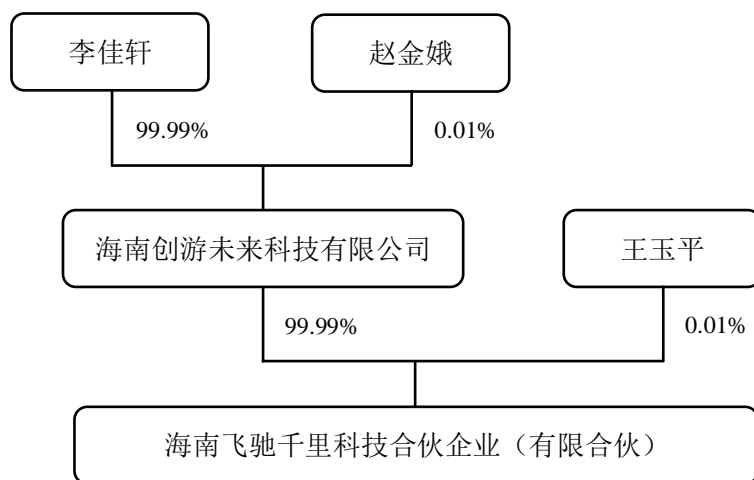 李佳轩
赵金娥
99.99%
0.01%
海南创游未来科技有限公司
王玉平
99.99%
0.01%
海南飞驰千里科技合伙企业（有限合伙）